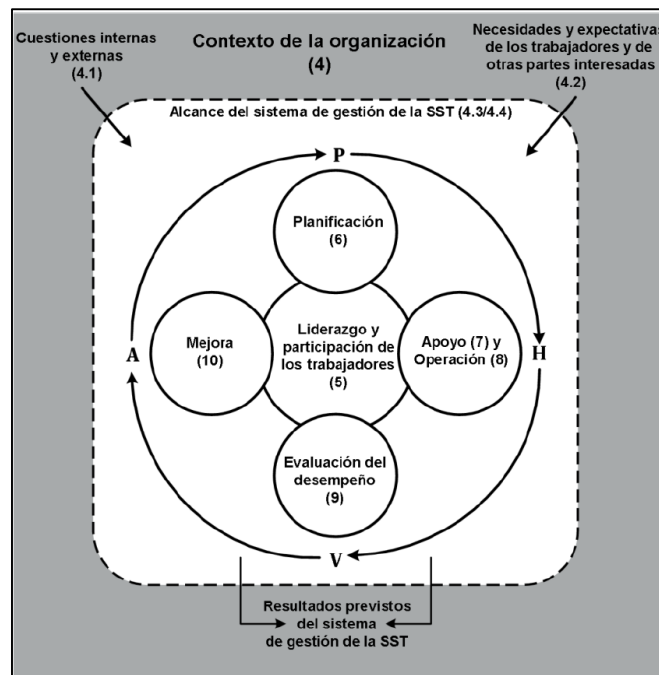 Cuestiones internas
y externas
(4.1)
Contexto de la organización
(4)
Necesidades y expectativas
de los trabajadores y de
otras partes interesadas
(4.2)
Alcance del sistema de gestión de la SST (4.3/4.4)
P
Planificación
(6)
A
Mejora
(10)
Liderazgo y
participación de
los trabajadores
(5)
Apoyo (7) y
Operación (8)
H
Evaluación del
desempeño
(9)
V
Resultados previstos
del sistema
de gestión de la SST